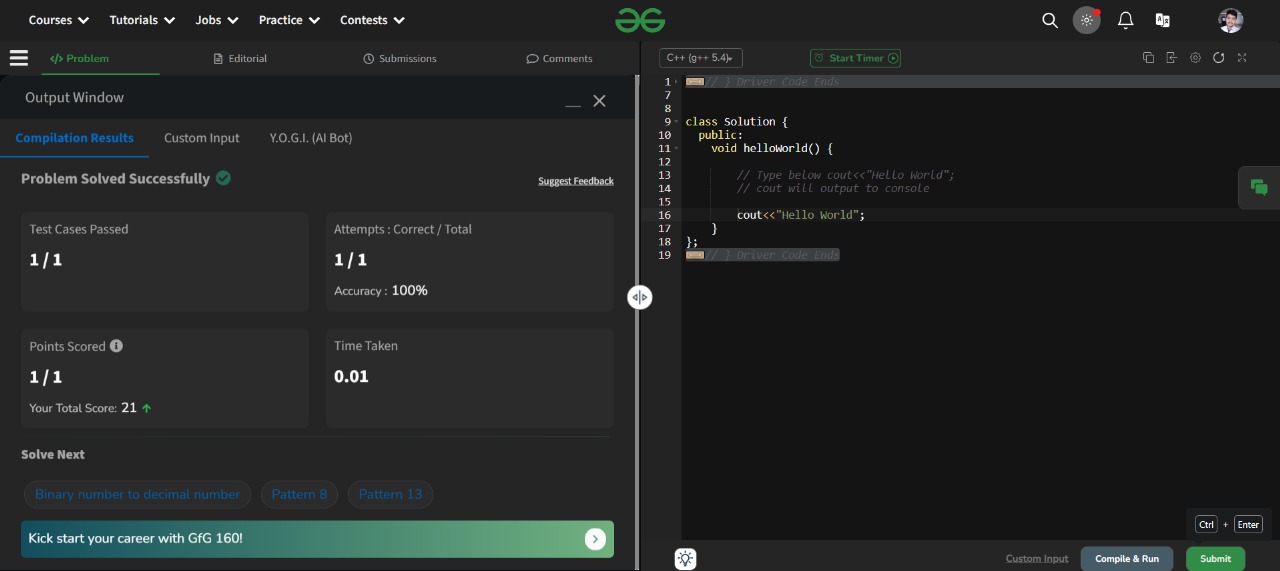 Courses Tutorials Jobs Practice Contests
Problem Editorial Submissions Comments
Output Window
Compilation Results Custom Input Y.O.G.I. (AI Bot)
Problem Solved Successfully
Suggest Feedback
Test Cases Passed
1 / 1
Attempts : Correct / Total
1 / 1
Accuracy : 100%
Points Scored
1 / 1
Your Total Score: 21
Time Taken
0.01
Solve Next
Binary number to decimal number Pattern 8 Pattern 13
Kick start your career with GfG 160!
C++ (g++ 5.4) Start Timer
1 // } Driver Code Ends
7
8
9 class Solution {
10 public:
11 void helloWorld() {
12
13 // Type below cout<<"Hello World";
14 // cout will output to console
15
16 cout<<"Hello World";
17 }
18 };
19 // } Driver Code Ends
Ctrl + Enter
Custom Input Compile & Run Submit